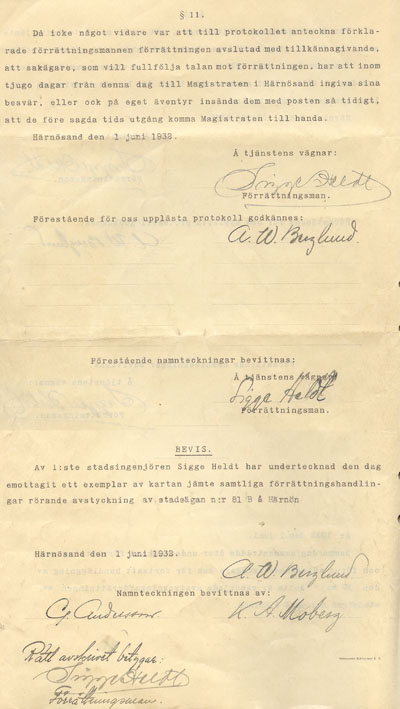 § 11.
Då icke något vidare var att till protokollet anteckna förkla-
rade förrättningsmannen förrättningen avslutad med tillkännagivande,
att sakägare, som vill fullfölja talan mot förrättningen, har att inom
tjugo dagar från denna dag till Magistraten i Härnösand ingiva sina
besvär, eller ock på eget äventyr insända dem med posten så tidigt,
att de före sagda tids utgång komma Magistraten till handa.
Härnösand den 1 juni 1932.
Å tjänstens vägnar:
Sigge Heldt
Förrättningsman.
Förestående för oss upplästa protokoll godkännes:
A. W. Berglund.
Förestående namnteckningar bevittnas:
Å tjänstens vägnar:
Sigge Heldt
Förrättningsman.
BEVIS.
Av 1:ste stadsingenjören Sigge Heldt har undertecknad den dag
emottagit ett exemplar av kartan jämte samtliga förrättningshandlin-
gar rörande avstyckning av stadsägan n:r 81 B å Härnön
Härnösand den 1 juni 1932.
A. W. Berglund
Namnteckningen bevittnas av:
G. Andersson K. A. Moberg
Rätt avskrivet betygar:
Sigge Heldt
Förrättningsman.